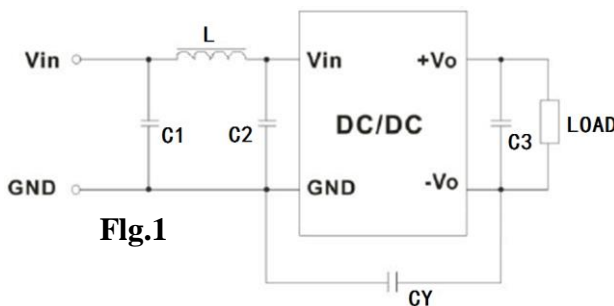 L
Vin Vin +Vo
C1 C2 DC/DC C3 LOAD
GND GND -Vo
Flg.1
CY